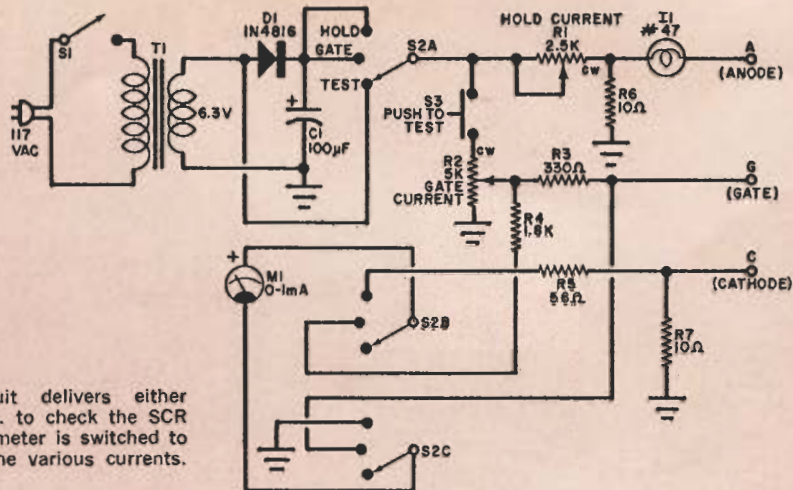 D1
1N4816
HOLD
GATE
TEST
S2A
HOLD CURRENT
R1
2.5K
CW
I1
#47
A
(ANODE)
S1
T1
6.3V
117
VAC
+
C1
100µF
S3
PUSH TO
TEST
CW
R2
5K
GATE
CURRENT
R6
10Ω
R3
330Ω
G
(GATE)
R4
1.8K
+
M1
0-1mA
S2B
R5
56Ω
C
(CATHODE)
R7
10Ω
S2C
uit delivers either
. to check the SCR
meter is switched to
ne various currents.